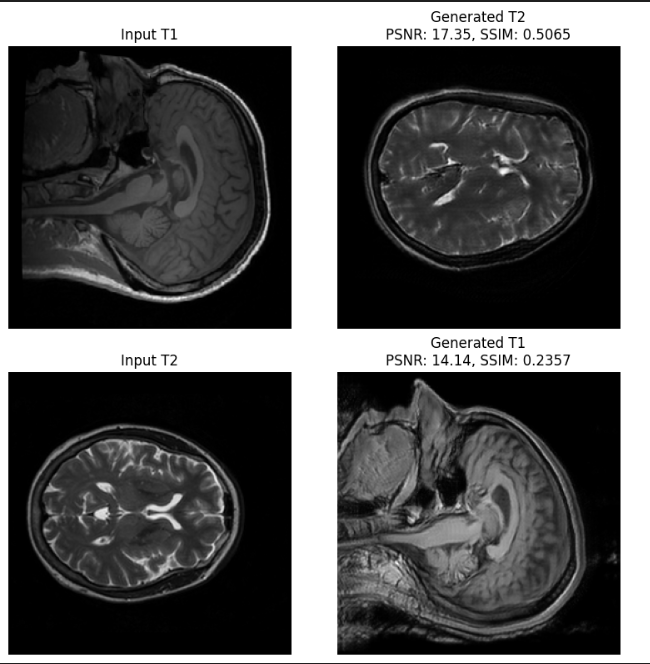 Input T1
Generated T2
PSNR: 17.35, SSIM: 0.5065
Input T2
Generated T1
PSNR: 14.14, SSIM: 0.2357